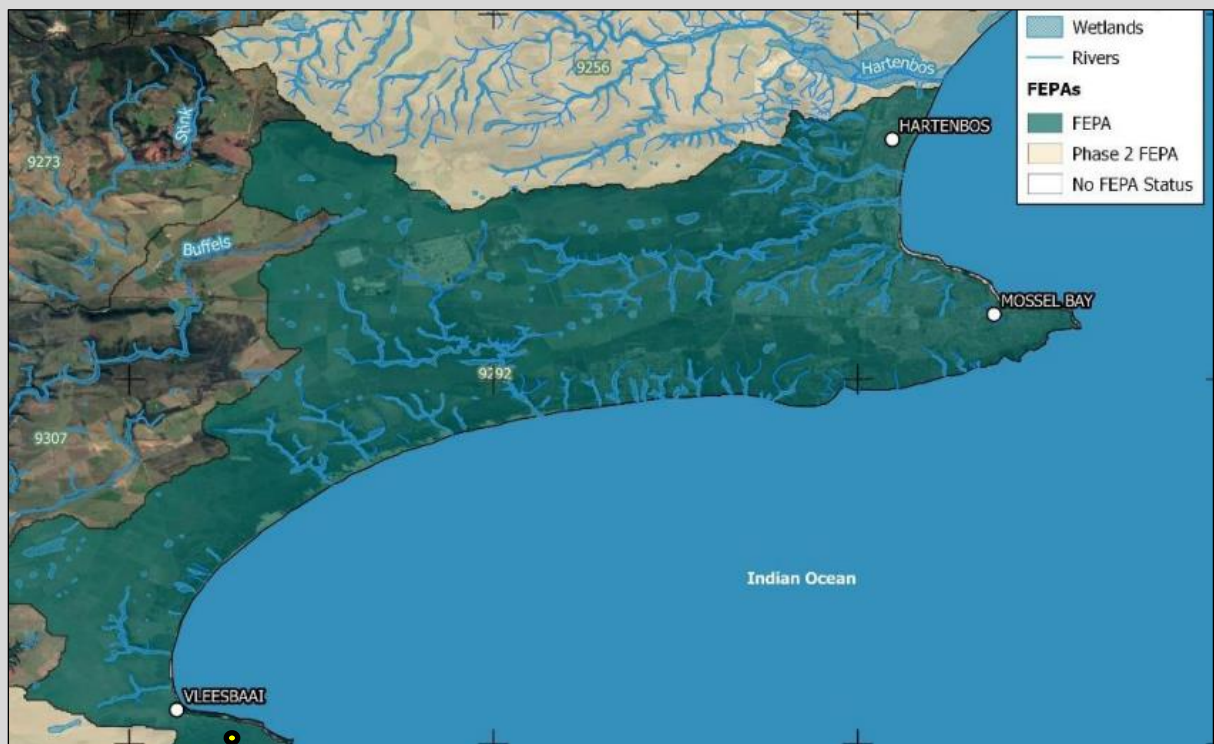 Wetlands
Rivers
FEPAs
FEPA
Phase 2 FEPA
No FEPA Status
9256
Hartenbos
HARTENBOS
Stink
9273
Buffels
MOSSEL BAY
9292
9307
Indian Ocean
VLEESBAAI